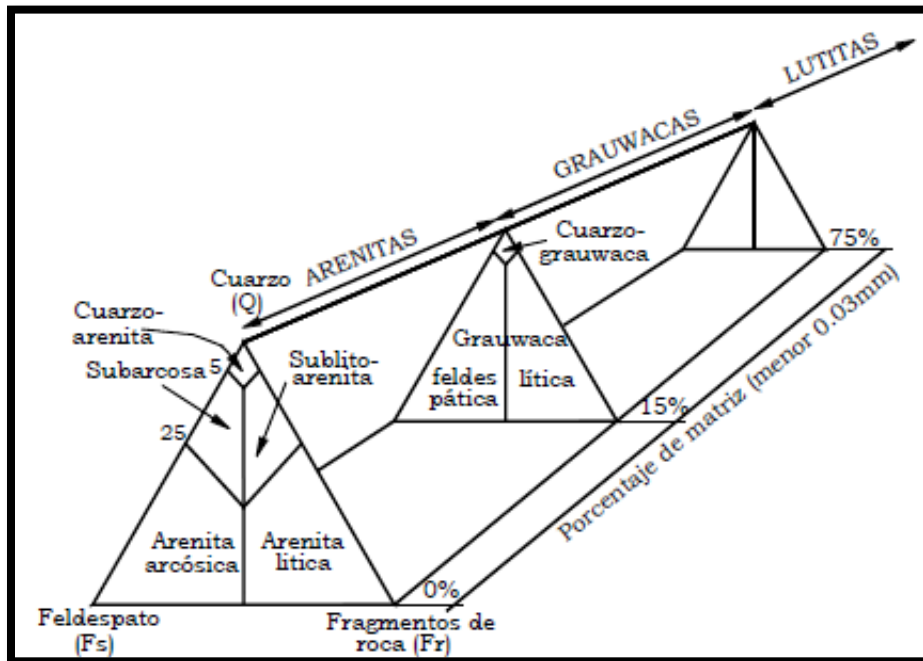 LUTITAS
GRAUWACAS
ARENITAS
Cuarzo
(Q)
Cuarzo-
grauwaca
75%
Cuarzo-
arenita
Subarcosa
5
Sublito-
arenita
Grauwaca
feldes
pática
lítica
25
15%
Porcentaje de matriz (menor 0.03mm)
Arenita
arcósica
Arenita
lítica
0%
Feldespato
(Fs)
Fragmentos de
roca (Fr)